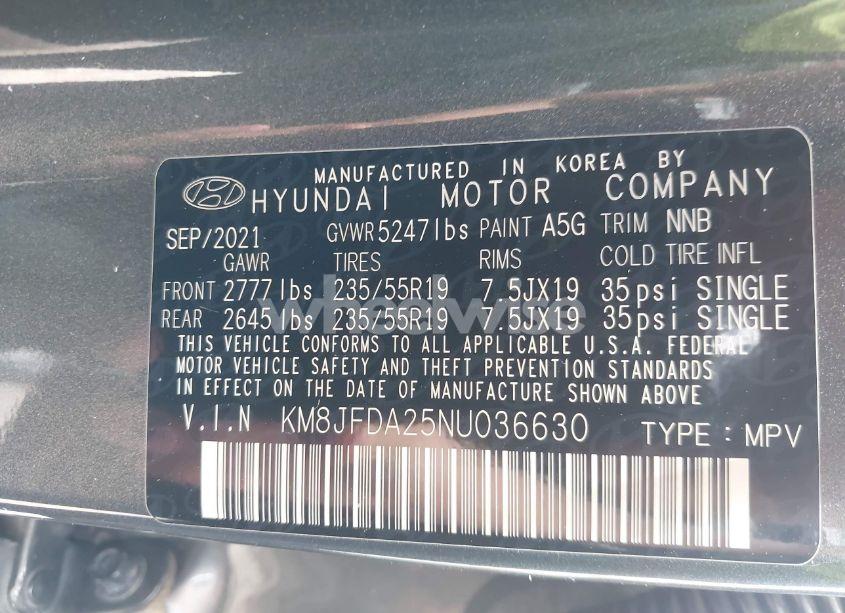 MANUFACTURED IN KOREA BY
HYUNDAI MOTOR COMPANY
SEP/2021 GVWR 5247lbs PAINT A5G TRIM NNB
GAWR TIRES RIMS COLD TIRE INFL
FRONT 2777lbs 235/55R19 7.5JX19 35psi SINGLE
wheelwise
REAR 2645lbs 235/55R19 7.5JX19 35psi SINGLE
THIS VEHICLE CONFORMS TO ALL APPLICABLE U.S.A. FEDERAL
MOTOR VEHICLE SAFETY AND THEFT PREVENTION STANDARDS
IN EFFECT ON THE DATE OF MANUFACTURE SHOWN ABOVE
V.I.N KM8JFDA25NU036630 TYPE : MPV